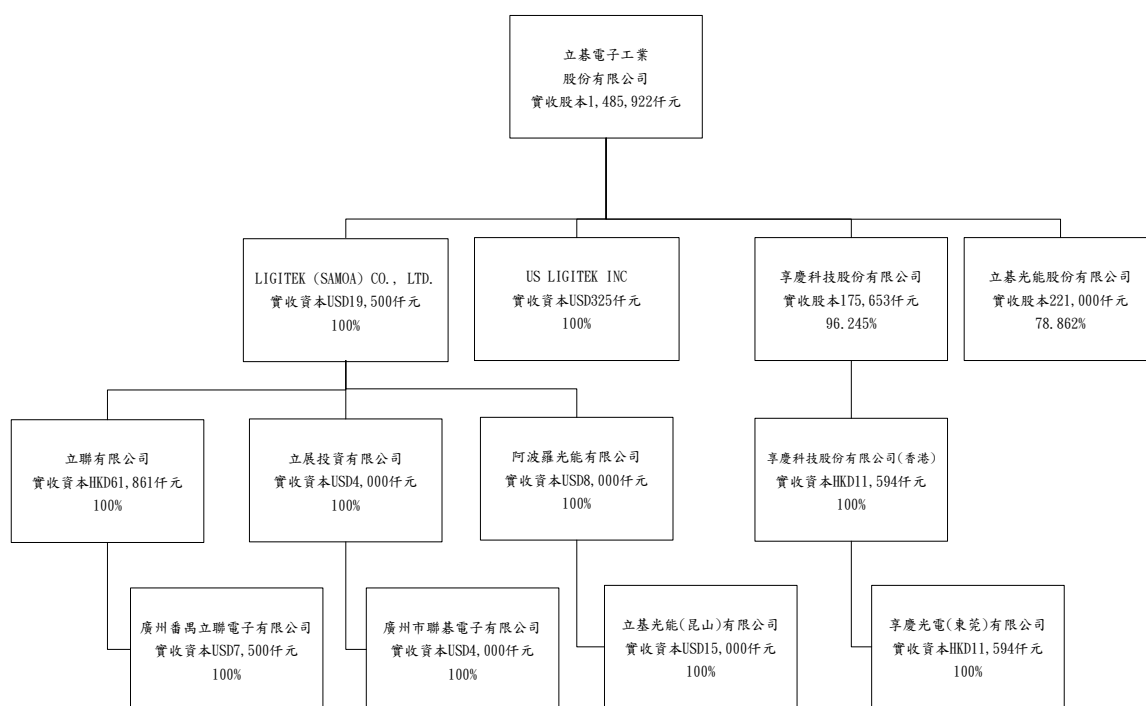 立碁電子工業
股份有限公司
實收股本1,485,922仟元
LIGITEK (SAMOA) CO., LTD.
實收資本USD19,500仟元
100%
US LIGITEK INC
實收資本USD325仟元
100%
享慶科技股份有限公司
實收股本175,653仟元
96.245%
立碁光能股份有限公司
實收股本221,000仟元
78.862%
立聯有限公司
實收資本HKD61,861仟元
100%
立展投資有限公司
實收資本USD4,000仟元
100%
阿波羅光能有限公司
實收資本USD8,000仟元
100%
享慶科技股份有限公司(香港)
實收資本HKD11,594仟元
100%
廣州番禺立聯電子有限公司
實收資本USD7,500仟元
100%
廣州市聯碁電子有限公司
實收資本USD4,000仟元
100%
立基光能(昆山)有限公司
實收資本USD15,000仟元
100%
享慶光電(東莞)有限公司
實收資本HKD11,594仟元
100%